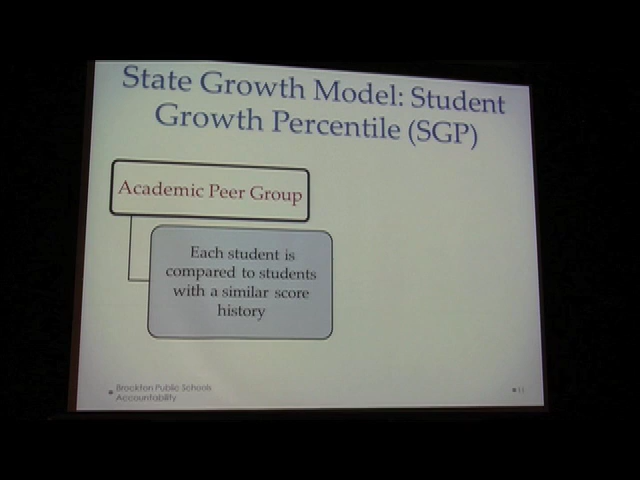 State Growth Model: Student
Growth Percentile (SGP)
Academic Peer Group
Each student is
compared to students
with a similar score
history
Brockton Public Schools
Accountability